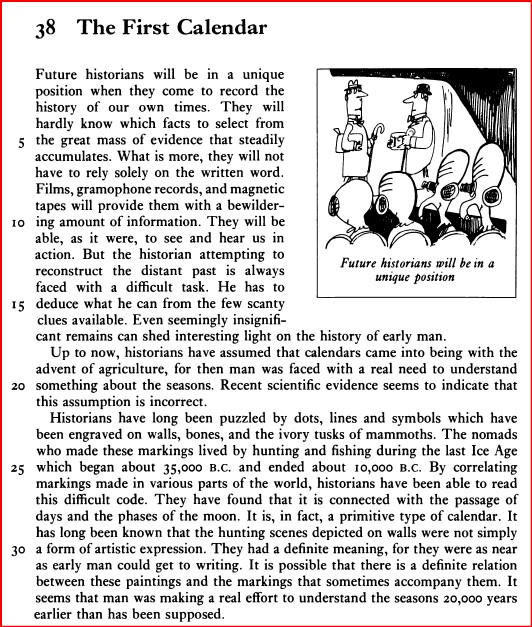 38 The First Calendar
Future historians will be in a unique
position when they come to record the
history of our own times. They will
hardly know which facts to select from
5 the great mass of evidence that steadily
accumulates. What is more, they will not
have to rely solely on the written word.
Films, gramophone records, and magnetic
tapes will provide them with a bewilder-
10 ing amount of information. They will be
able, as it were, to see and hear us in
action. But the historian attempting to
reconstruct the distant past is always
faced with a difficult task. He has to
15 deduce what he can from the few scanty
clues available. Even seemingly insignifi-
Future historians will be in a
unique position
cant remains can shed interesting light on the history of early man.
Up to now, historians have assumed that calendars came into being with the
advent of agriculture, for then man was faced with a real need to understand
20 something about the seasons. Recent scientific evidence seems to indicate that
this assumption is incorrect.
Historians have long been puzzled by dots, lines and symbols which have
been engraved on walls, bones, and the ivory tusks of mammoths. The nomads
who made these markings lived by hunting and fishing during the last Ice Age
25 which began about 35,000 B.C. and ended about 10,000 B.C. By correlating
markings made in various parts of the world, historians have been able to read
this difficult code. They have found that it is connected with the passage of
days and the phases of the moon. It is, in fact, a primitive type of calendar. It
has long been known that the hunting scenes depicted on walls were not simply
30 a form of artistic expression. They had a definite meaning, for they were as near
as early man could get to writing. It is possible that there is a definite relation
between these paintings and the markings that sometimes accompany them. It
seems that man was making a real effort to understand the seasons 20,000 years
earlier than has been supposed.